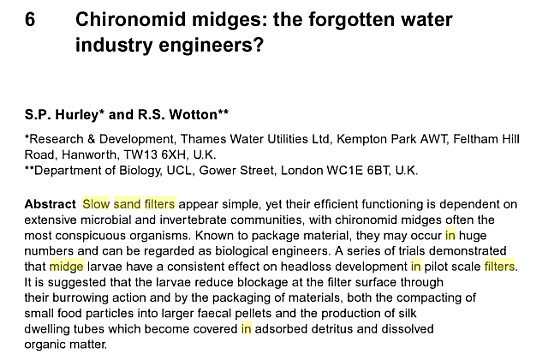 6 Chironomid midges: the forgotten water
industry engineers?
S.P. Hurley* and R.S. Wotton**
*Research & Development, Thames Water Utilities Ltd, Kempton Park AWT, Feltham Hill
Road, Hanworth, TW13 6XH, U.K.
**Department of Biology, UCL, Gower Street, London WC1E 6BT, U.K.
Abstract Slow sand filters appear simple, yet their efficient functioning is dependent on
extensive microbial and invertebrate communities, with chironomid midges often the
most conspicuous organisms. Known to package material, they may occur in huge
numbers and can be regarded as biological engineers. A series of trials demonstrated
that midge larvae have a consistent effect on headloss development in pilot scale filters.
It is suggested that the larvae reduce blockage at the filter surface through
their burrowing action and by the packaging of materials, both the compacting of
small food particles into larger faecal pellets and the production of silk
dwelling tubes which become covered in adsorbed detritus and dissolved
organic matter.